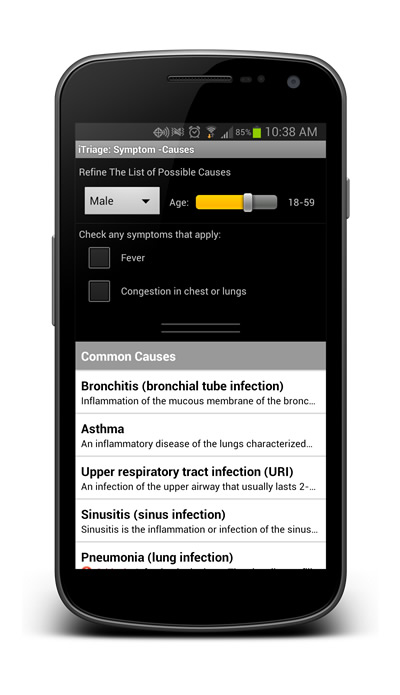 85% 10:38 AM
iTriage: Symptom -Causes
Refine The List of Possible Causes
Male Age: 18-59
Check any symptoms that apply:
Fever
Congestion in chest or lungs
Common Causes
Bronchitis (bronchial tube infection)
Inflammation of the mucous membrane of the bronc...
Asthma
An inflammatory disease of the lungs characterized...
Upper respiratory tract infection (URI)
An infection of the upper airway that usually lasts 2-...
Sinusitis (sinus infection)
Sinusitis is the inflammation or infection of the sinus...
Pneumonia (lung infection)